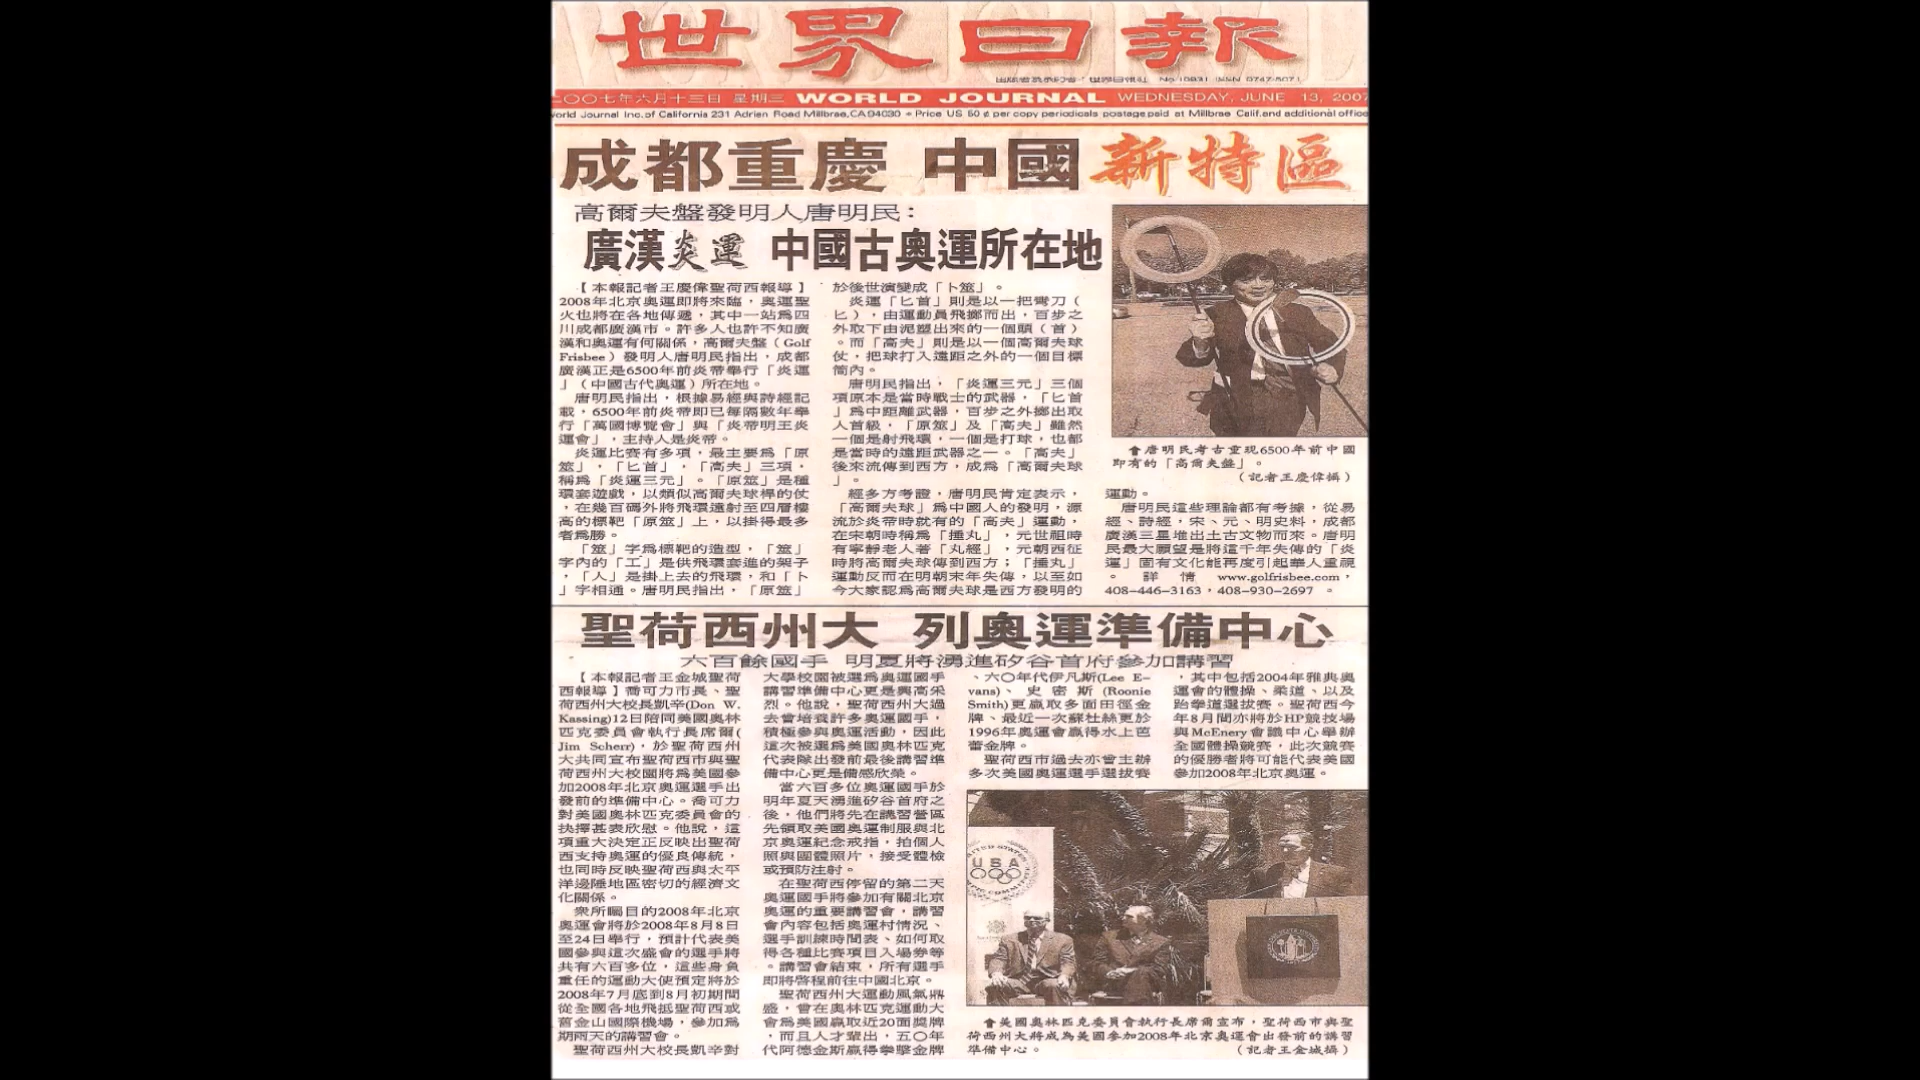 世界日報
二〇〇七年六月十三日 星期三 WORLD JOURNAL WEDNESDAY, JUNE 13, 2007
World Journal Inc.of California 231 Adrien Road Millbrae,CA94030 • Price US 50 ¢ per copy periodicals postage paid at Millbrae Calif.and additional office
成都重慶 中國新特區
高爾夫盤發明人唐明民：
廣漢炎運 中國古奧運所在地
【本報記者王慶偉聖荷西報導】
2008年北京奧運即將來臨，奧運聖
火也將在各地傳遞，其中一站爲四
川成都廣漢市。許多人也許不知廣
漢和奧運有何關係，高爾夫盤（Golf
Frisbee）發明人唐明民指出，成都
廣漢正是6500年前炎帝舉行「炎運
」（中國古代奧運）所在地。
唐明民指出，根據易經與詩經記
載，6500年前炎帝即已每隔數年舉
行「萬國博覽會」與「炎帝明王炎
運會」，主持人是炎帝。
炎運比賽有多項，最主要爲「原
筮」，「匕首」，「高夫」三項，
稱爲「炎運三元」。「原筮」是種
環套遊戲，以類似高爾夫球桿的仗
，在幾百碼外將飛環遠射至四層樓
高的標靶「原筮」上，以掛得最多
者爲勝。
「筮」字爲標靶的造型，「筮」
字內的「工」是供飛環套進的架子
，「人」是掛上去的飛環，和「卜
」字相通。唐明民指出，「原筮」
於後世演變成「卜筮」。
炎運「匕首」則是以一把彎刀（
匕），由運動員飛擲而出，百步之
外取下由泥塑出來的一個頭（首）
。而「高夫」則是以一個高爾夫球
仗，把球打入遠距之外的一個目標
筒內。
唐明民指出，「炎運三元」三個
項原本是當時戰士的武器，「匕首
」爲中距離武器，百步之外擲出取
人首級，「原筮」及「高夫」雖然
一個是射飛環，一個是打球，也都
是當時的遠距武器之一。「高夫」
後來流傳到西方，成爲「高爾夫球
」。
經多方考證，唐明民肯定表示，
「高爾夫球」爲中國人的發明，源
流於炎帝時就有的「高夫」運動，
在宋朝時稱爲「捶丸」，元世祖時
有寧靜老人著「丸經」，元朝西征
時將高爾夫球傳到西方；「捶丸」
運動反而在明朝末年失傳，以至如
今大家認爲高爾夫球是西方發明的
會唐明民考古重現6500年前中國
即有的「高爾夫盤」。
（記者王慶偉攝）
運動。
唐明民這些理論都有考據，從易
經、詩經，宋、元、明史料，成都
廣漢三星堆出土古文物而來。唐明
民最大願望是將這千年失傳的「炎
運」面有文化能再度引起華人重視
。詳情 www.golfrisbee.com，
408-446-3163，408-930-2697 。
聖荷西州大 列奧運準備中心
六百餘國手 明夏將湧進矽谷首府參加講習
【本報記者王金城聖荷
西報導】喬可力市長、聖
荷西州大校長凱辛(Don W.
Kassing)12日陪同美國奧林
匹克委員會執行長席爾(
Jim Scherr)，於聖荷西州
大共同宣布聖荷西市與聖
荷西州大校園將爲美國參
加2008年北京奧運選手出
發前的準備中心。喬可力
對美國奧林匹克委員會的
抉擇甚表欣慰。他說，這
項重大決定正反映出聖荷
西支持奧運的優良傳統，
也同時反映聖荷西與太平
洋邊陲地區密切的經濟文
化關係。
衆所矚目的2008年北京
奧運會將於2008年8月8日
至24日舉行，預計代表美
國參與這次盛會的選手將
共有六百多位，這些身負
重任的運動大使預定將於
2008年7月底到8月初期間
從全國各地飛抵聖荷西或
舊金山國際機場，參加爲
期兩天的講習會。
聖荷西州大校長凱辛對
大學校園被選爲奧運國手
講習準備中心更是興高采
烈。他說，聖荷西州大過
去曾培養許多奧運國手，
積極參與奧運活動，因此
這次被選爲美國奧林匹克
代表隊出發前最後講習準
備中心更是備感欣榮。
當六百多位奧運國手於
明年夏天湧進矽谷首府之
後，他們將先在講習營區
先領取美國奧運制服與北
京奧運紀念戒指，拍個人
照與團體照片，接受體檢
或預防注射。
在聖荷西停留的第二天
奧運國手將參加有關北京
奧運的重要講習會，講習
會內容包括奧運村情況、
選手訓練時間表、如何取
得各種比賽項目入場券等
。講習會結束，所有選手
即將啓程前往中國北京。
聖荷西州大運動風氣鼎
盛，曾在奧林匹克運動大
會爲美國贏取近20面獎牌
，而且人才輩出，五〇年
代阿德金斯贏得拳擊金牌
、六〇年代伊凡斯(Lee E-
vans)、史密斯(Roonie
Smith)更贏取多面田徑金
牌、最近一次蘇杜絲更於
1996年奧運會贏得水上芭
蕾金牌。
聖荷西市過去亦曾主辦
多次美國奧運選手選拔賽
，其中包括2004年雅典奧
運會的體操、柔道、以及
跆拳道選拔賽。聖荷西今
年8月間亦將於HP競技場
與McEnery會議中心舉辦
全國體操競賽，此次競賽
的優勝者將可能代表美國
參加2008年北京奧運。
UNITED STATES
USA
OLYMPIC COMMITTEE
會美國奧林匹克委員會執行長席爾宣布，聖荷西市與聖
荷西州大將成爲美國參加2008年北京奧運會出發前的講習
準備中心。 （記者王金城攝）